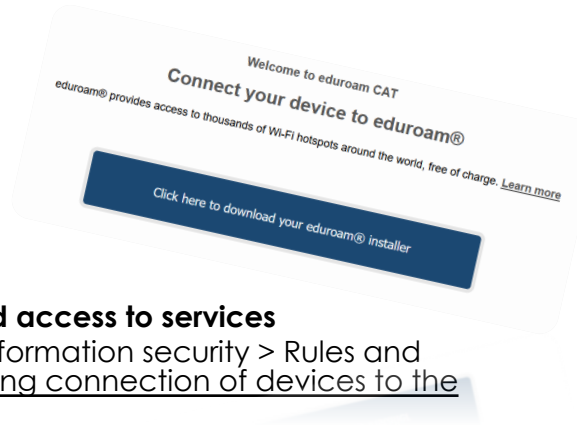 Welcome to eduroam CAT
Connect your device to eduroam®
eduroam® provides access to thousands of Wi-Fi hotspots around the world, free of charge. Learn more
Click here to download your eduroam® installer
access to services
formation security > Rules and
ng connection of devices to the